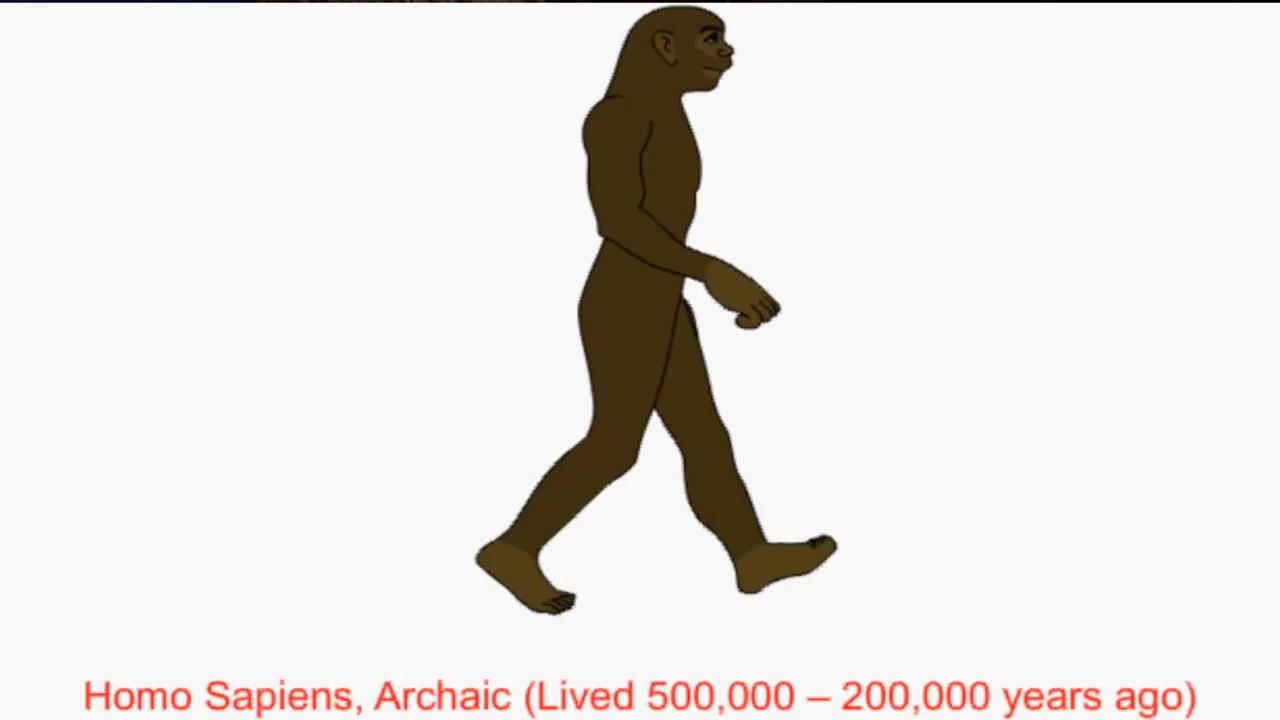 Homo Sapiens, Archaic (Lived 500,000 – 200,000 years ago)